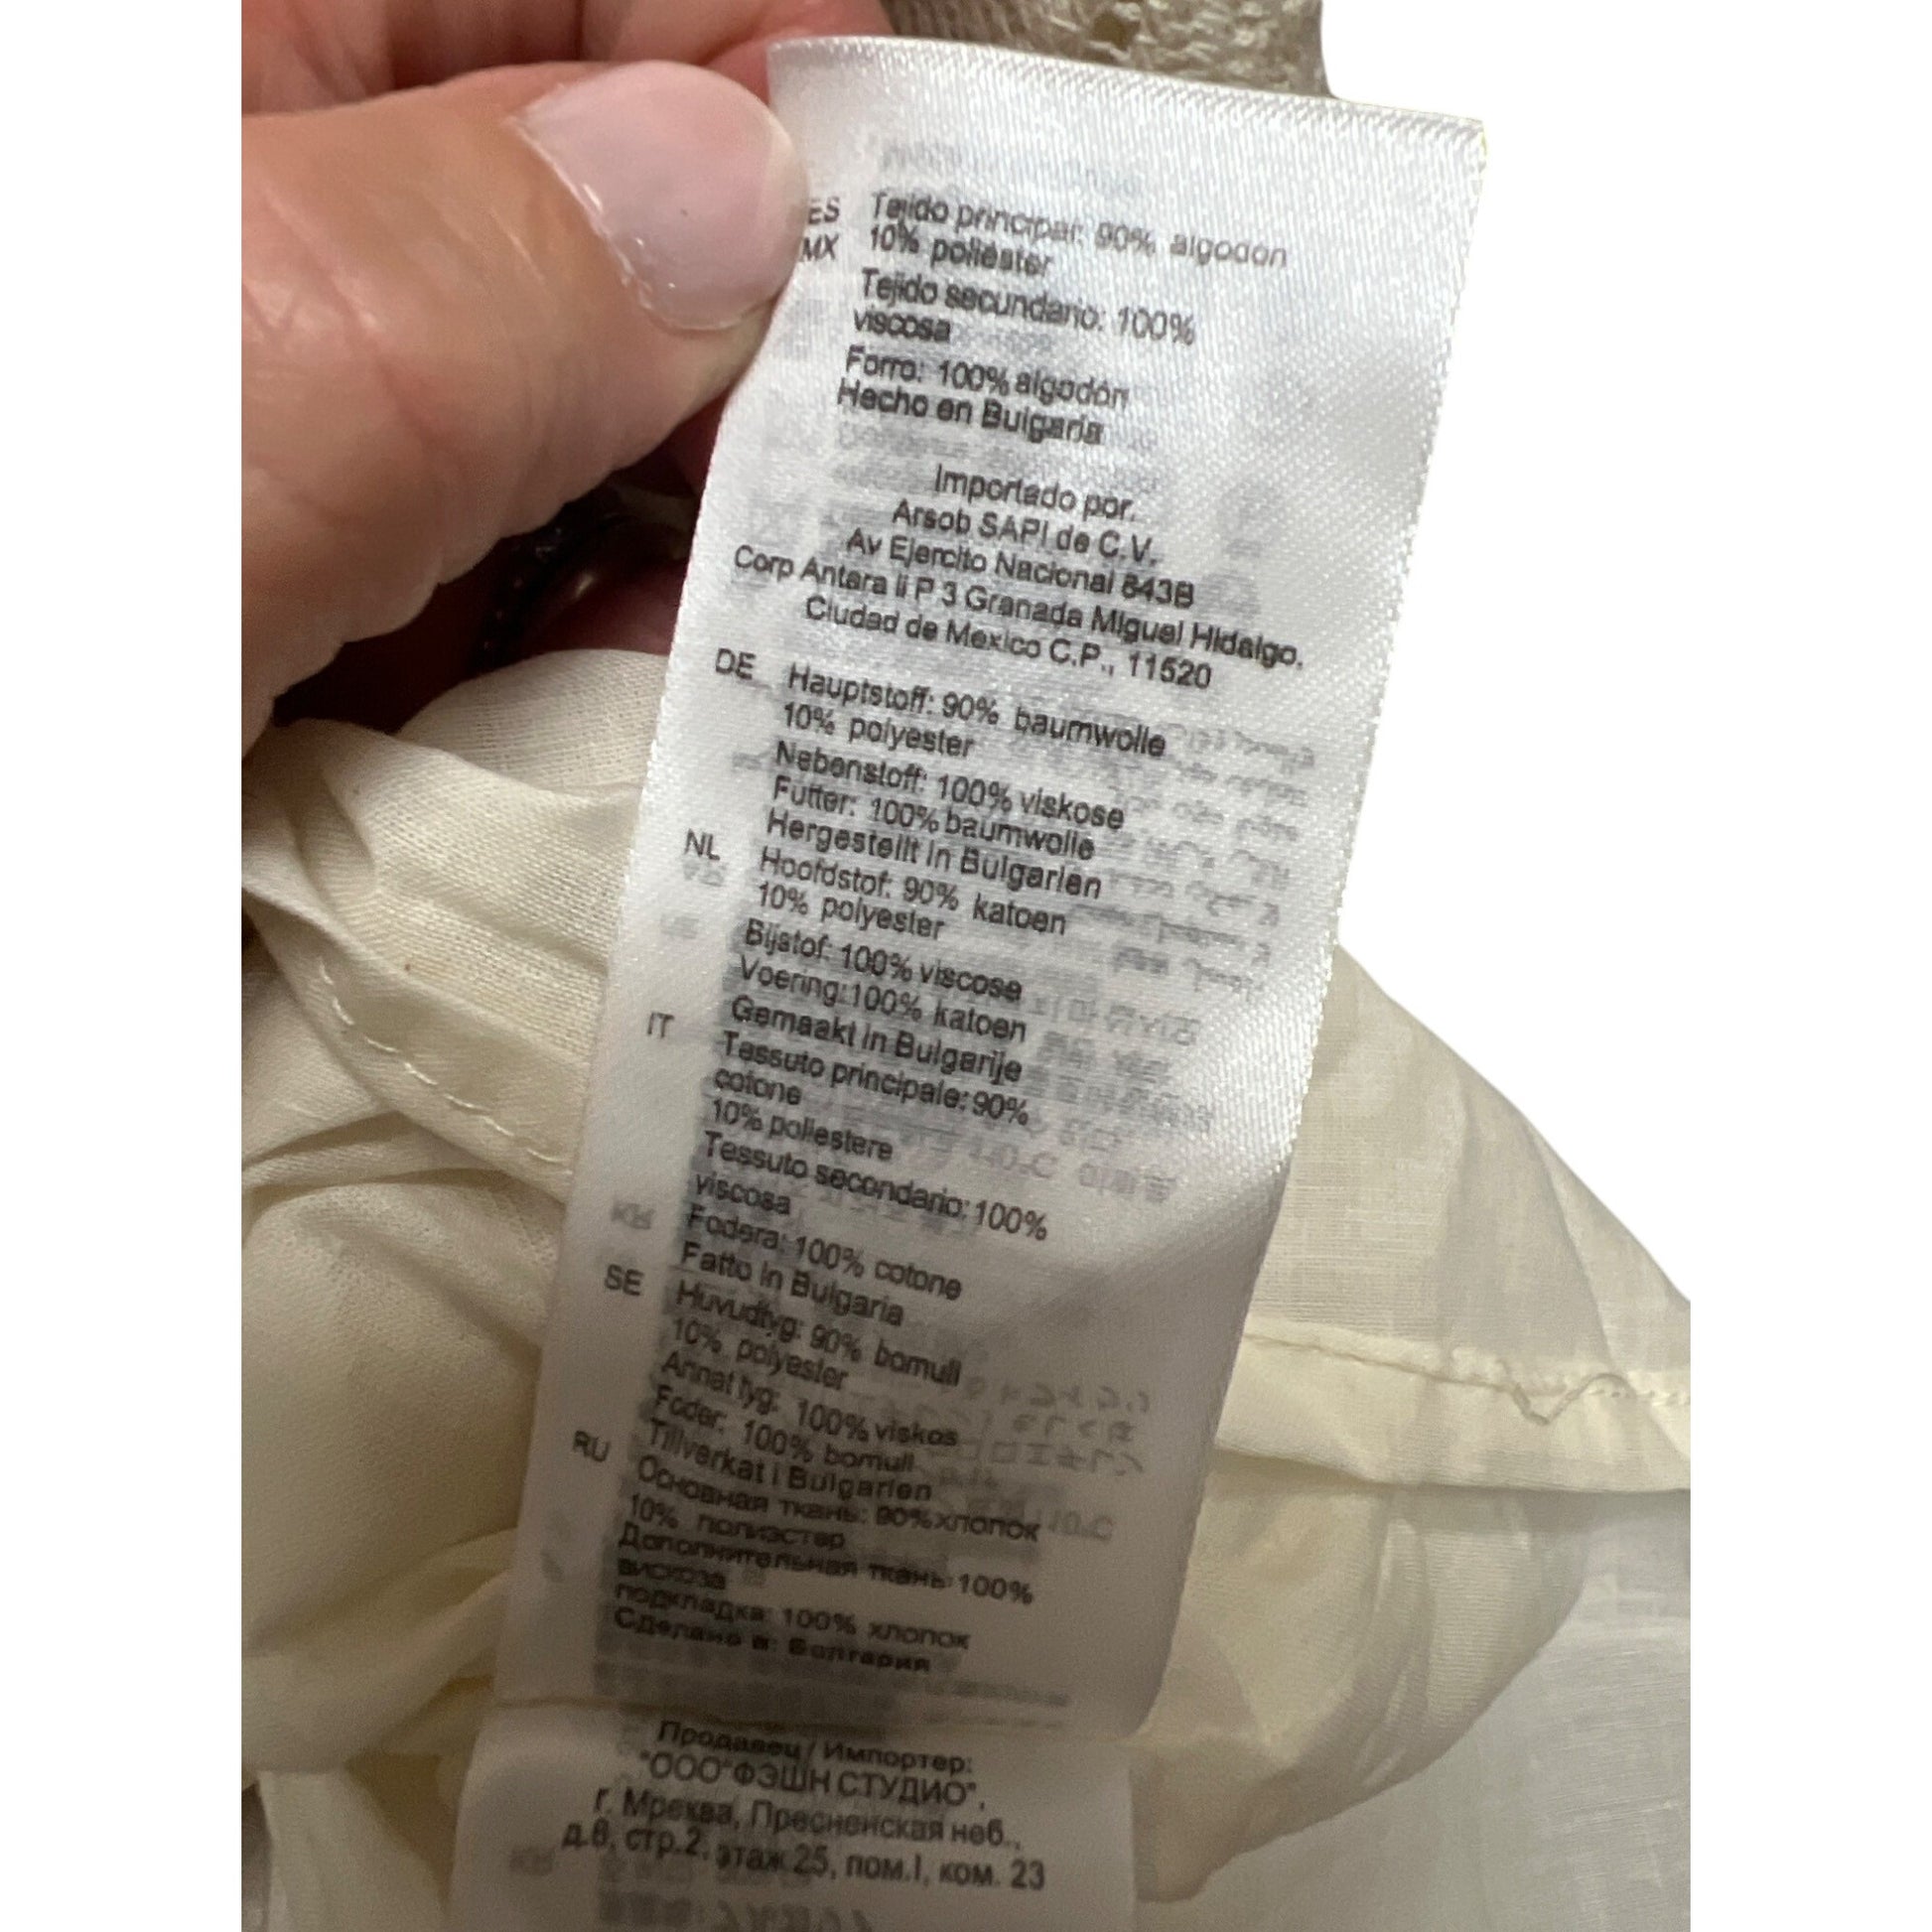 ES Tejido principal: 90% algodón
MX 10% poliéster
Tejido secundario: 100%
viscosa
Forro: 100% algodón
Hecho en Bulgaria
Importado por.
Arsob SAPI de C.V.
Av Ejercito Nacional 843B
Corp Antara Ii P 3 Granada Miguel Hidalgo.
Ciudad de Mexico C.P., 11520
DE Hauptstoff: 90% baumwolle
10% polyester
Nebenstoff: 100% viskose
Futter: 100% baumwolle
Hergestellt in Bulgarien
NL Hoofdstof: 90% katoen
10% polyester
Bijstof: 100% viscose
Voering: 100% katoen
Gemaakt in Bulgarije
IT Tessuto principale: 90%
cotone
10% poliestere
Tessuto secondario: 100%
viscosa
Fodera: 100% cotone
Fatto in Bulgaria
SE Huvudtyg: 90% bomull
10% polyester
Annat tyg: 100% viskos
Foder: 100% bomull
Tillverkat i Bulgarien
RU Основная ткань: 90% хлопок
10% полиэстер
Дополнительная ткань: 100%
вискоза
подкладка: 100% хлопок
Сделано в: Болгария
Продавец / Импортер:
"ООО"ФЭШН СТУДИО",
г. Пресненская наб.,
д.8, стр.2, этаж 25, пом.I, ком. 23